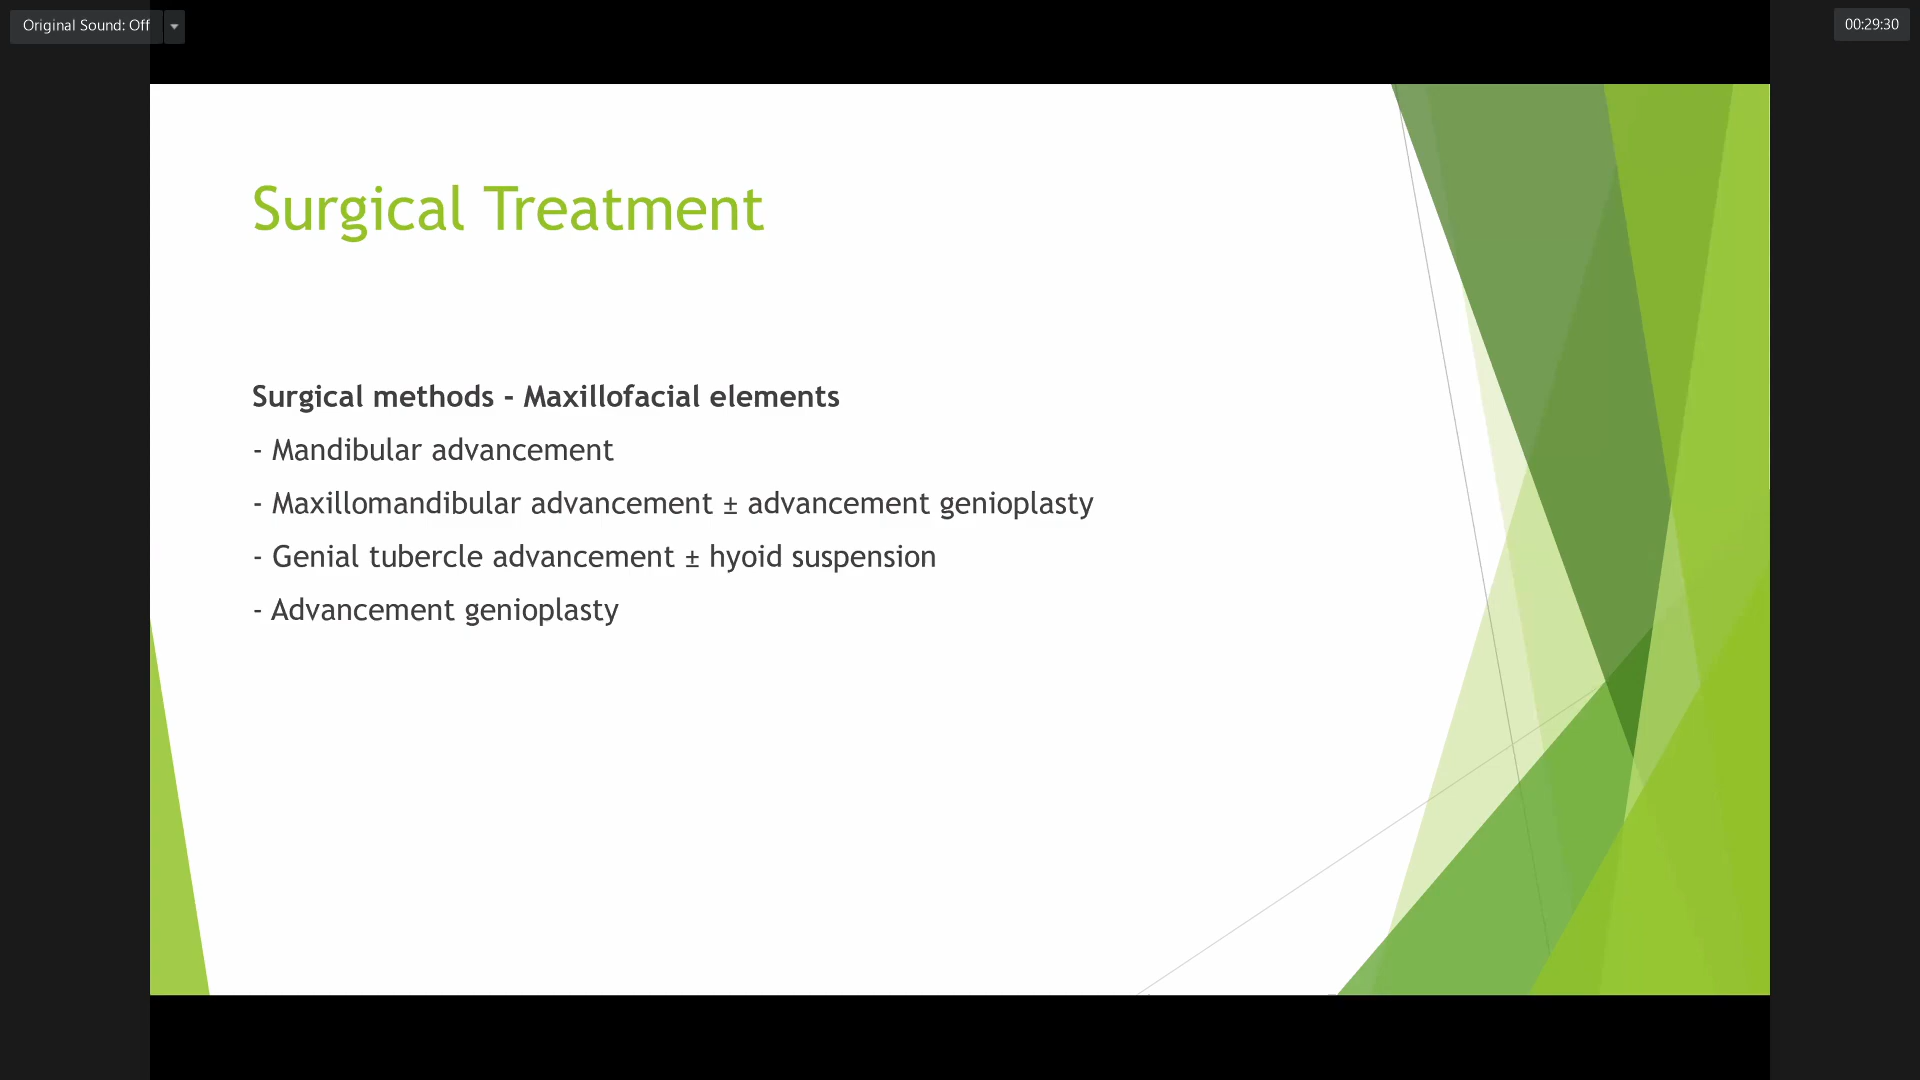 Original Sound: Off
00:29:30
Surgical Treatment
Surgical methods - Maxillofacial elements
- Mandibular advancement
- Maxillomandibular advancement ± advancement genioplasty
- Genial tubercle advancement ± hyoid suspension
- Advancement genioplasty